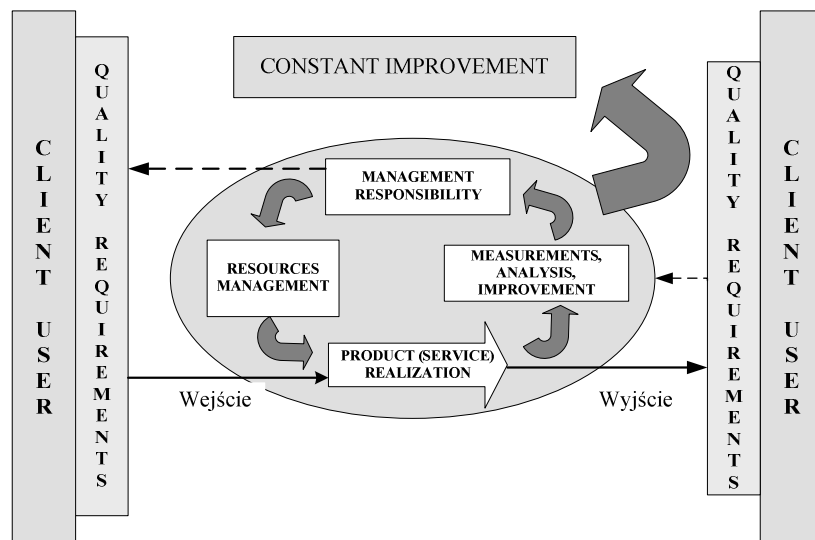 CONSTANT IMPROVEMENT
CLIENT USER
QUALITY REQUIREMENTS
MANAGEMENT
RESPONSIBILITY
RESOURCES
MANAGEMENT
MEASUREMENTS,
ANALYSIS,
IMPROVEMENT
PRODUCT (SERVICE)
REALIZATION
Wejście
Wyjście
QUALITY REQUIREMENTS
CLIENT USER